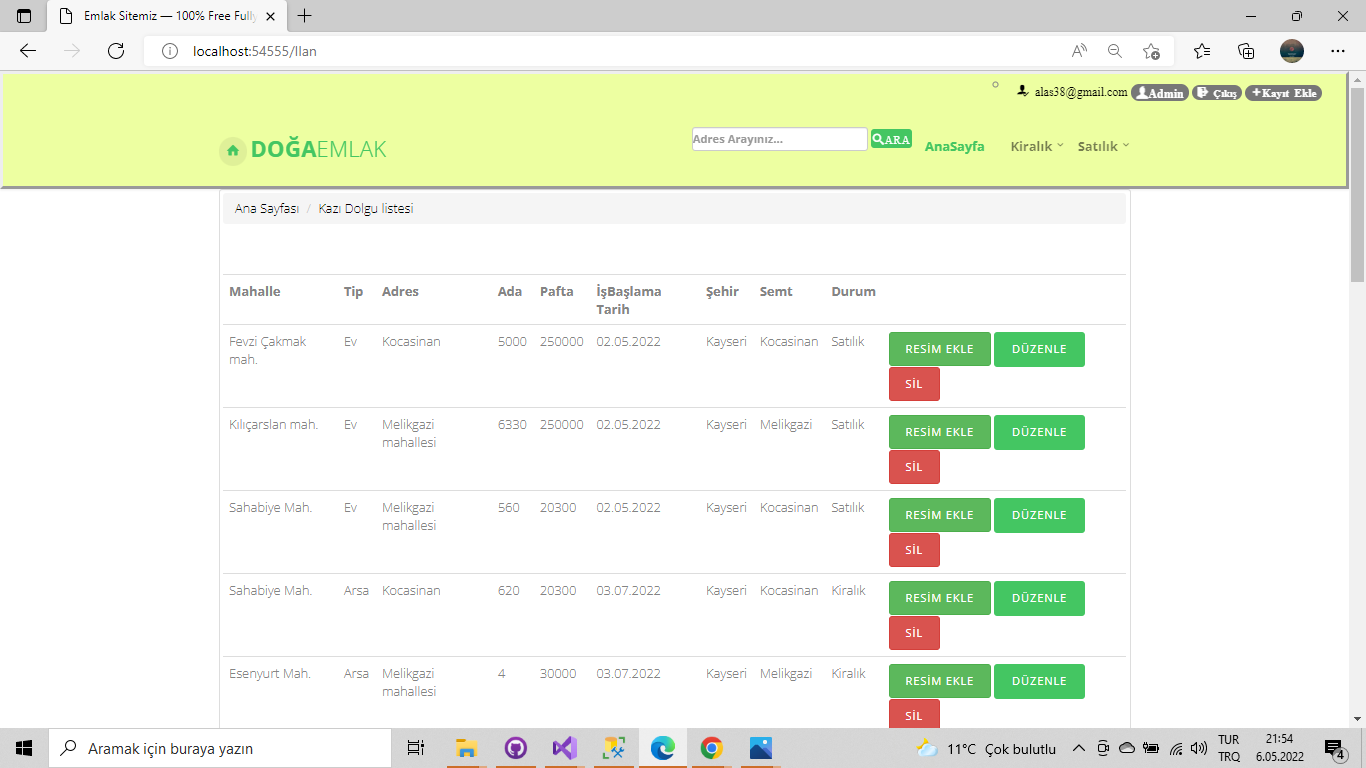 Emlak Sitemiz — 100% Free Fully
localhost:54555/Ilan
alas38@gmail.com Admin Çıkış +Kayıt Ekle
DOĞAEMLAK
Adres Arayınız... ARA AnaSayfa Kiralık Satılık
Ana Sayfası / Kazı Dolgu listesi
Mahalle Tip Adres Ada Pafta İşBaşlama Tarih Şehir Semt Durum
Fevzi Çakmak mah. Ev Kocasinan 5000 250000 02.05.2022 Kayseri Kocasinan Satılık RESİM EKLE DÜZENLE
SİL
Kılıçarslan mah. Ev Melikgazi mahallesi 6330 250000 02.05.2022 Kayseri Melikgazi Satılık RESİM EKLE DÜZENLE
SİL
Sahabiye Mah. Ev Melikgazi mahallesi 560 20300 02.05.2022 Kayseri Kocasinan Satılık RESİM EKLE DÜZENLE
SİL
Sahabiye Mah. Arsa Kocasinan 620 20300 03.07.2022 Kayseri Kocasinan Kiralık RESİM EKLE DÜZENLE
SİL
Esenyurt Mah. Arsa Melikgazi mahallesi 4 30000 03.07.2022 Kayseri Melikgazi Kiralık RESİM EKLE DÜZENLE
SİL
Aramak için buraya yazın
11°C Çok bulutlu
TUR
TRQ
21:54
6.05.2022
4